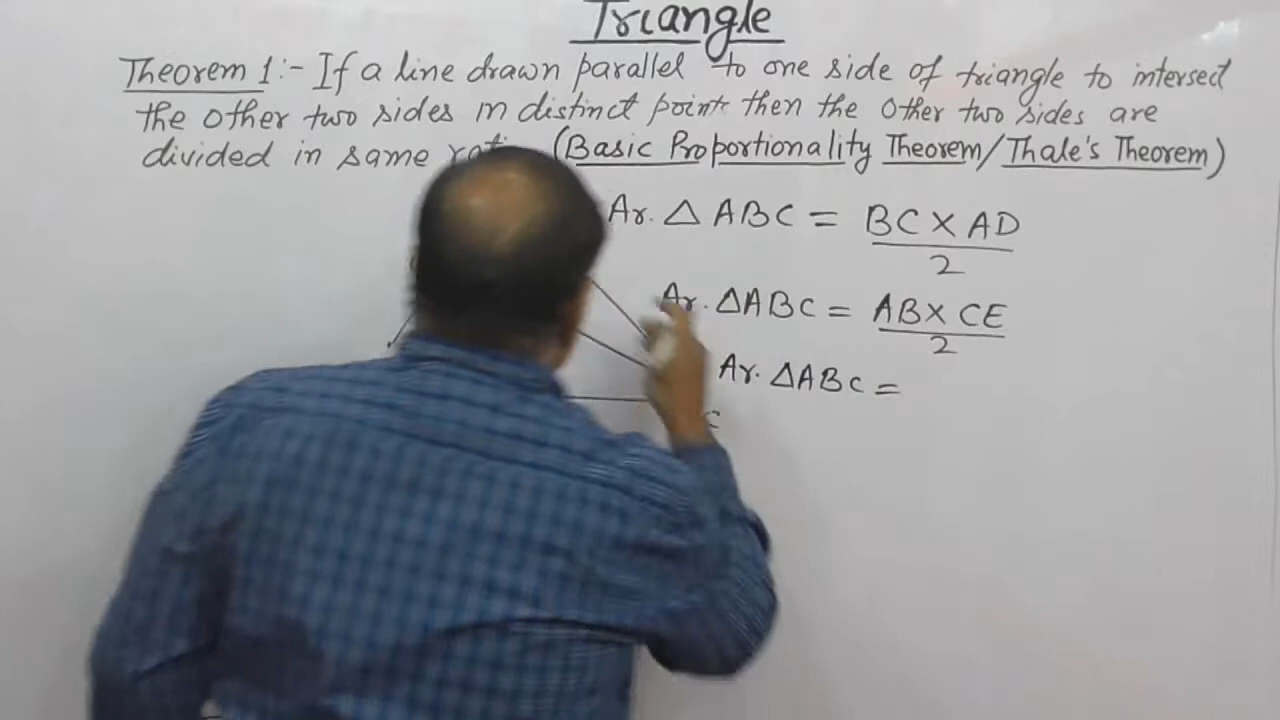 Triangle
Theorem 1:- If a line drawn parallel to one side of triangle to intersect
the other two sides in distinct points then the other two sides are
divided in same (Basic Proportionality Theorem/Thale's Theorem)
Ar. △ ABC = BC X AD / 2
Ar. △ABC = AB X CE / 2
Ar. △ABC =
C